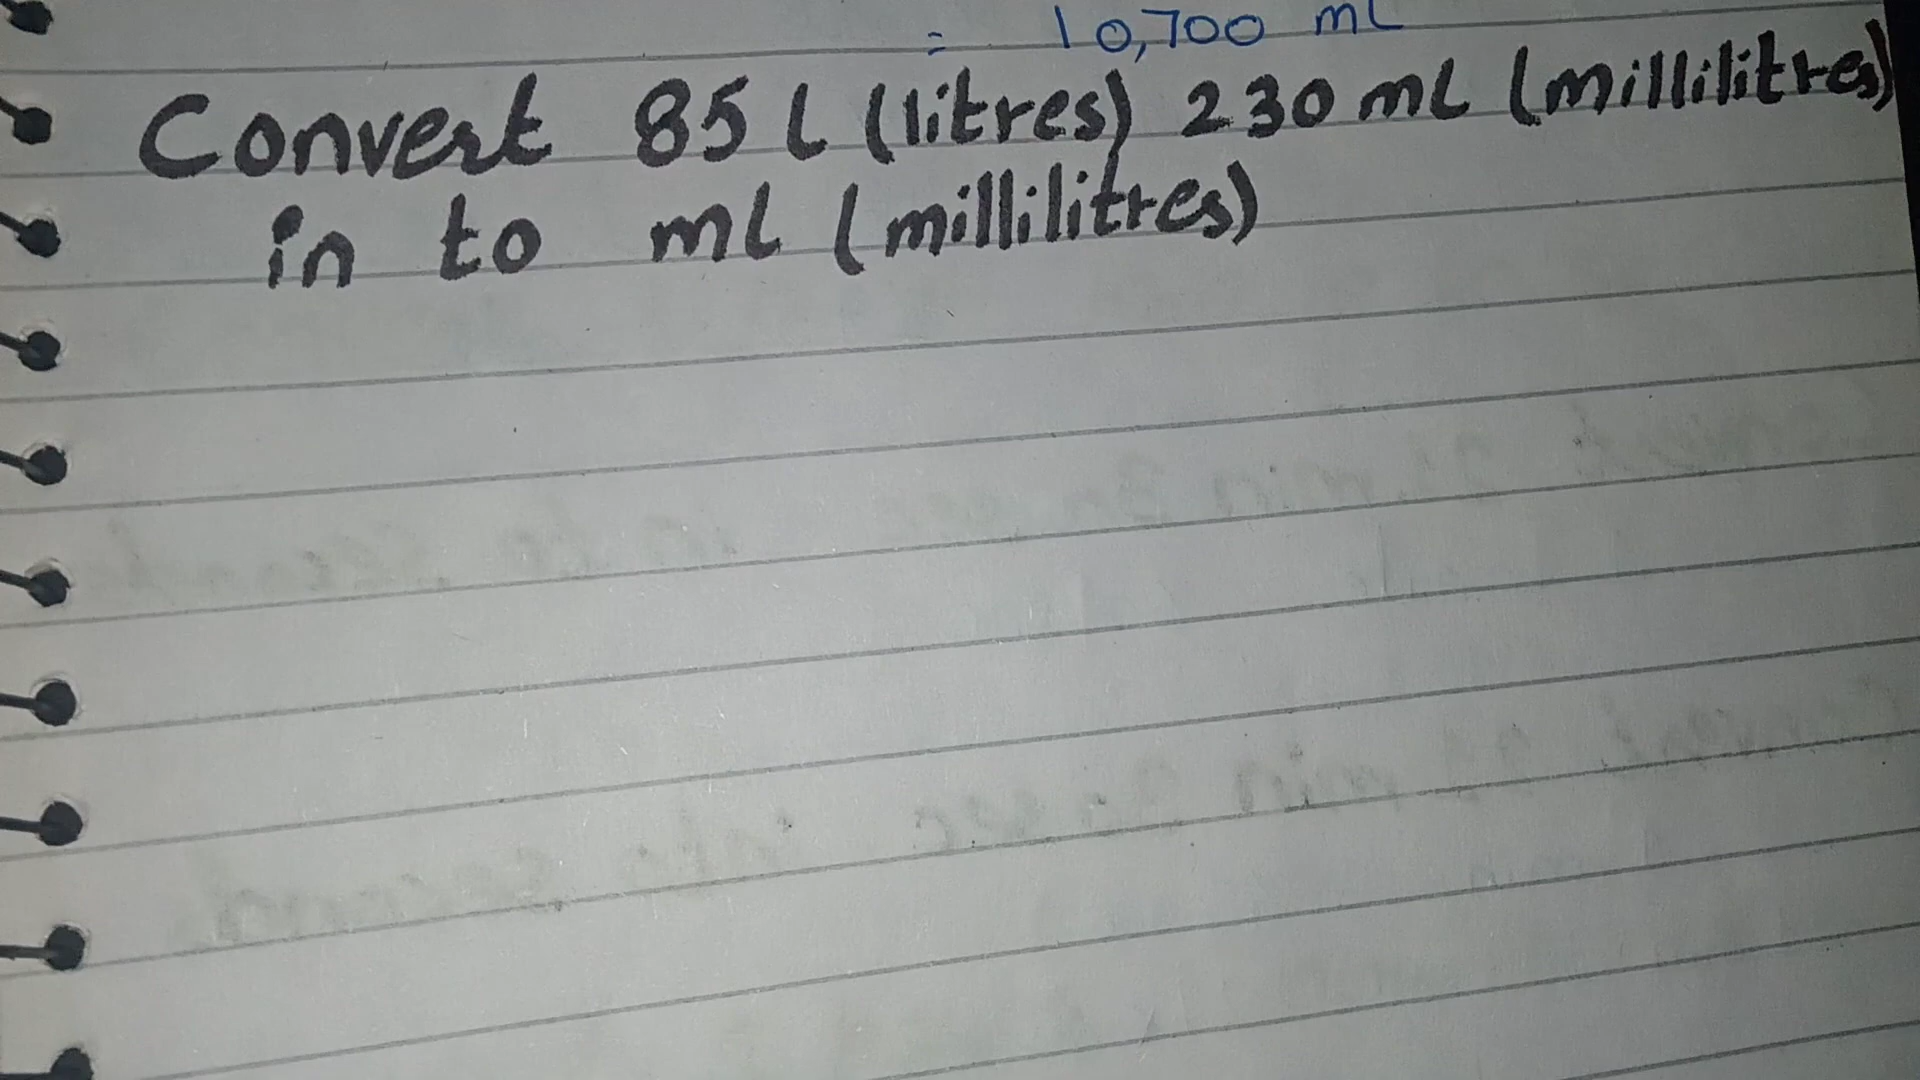 = 10,700 ml
Convert 85 l (litres) 230 ml (millilitres)
in to ml (millilitres)